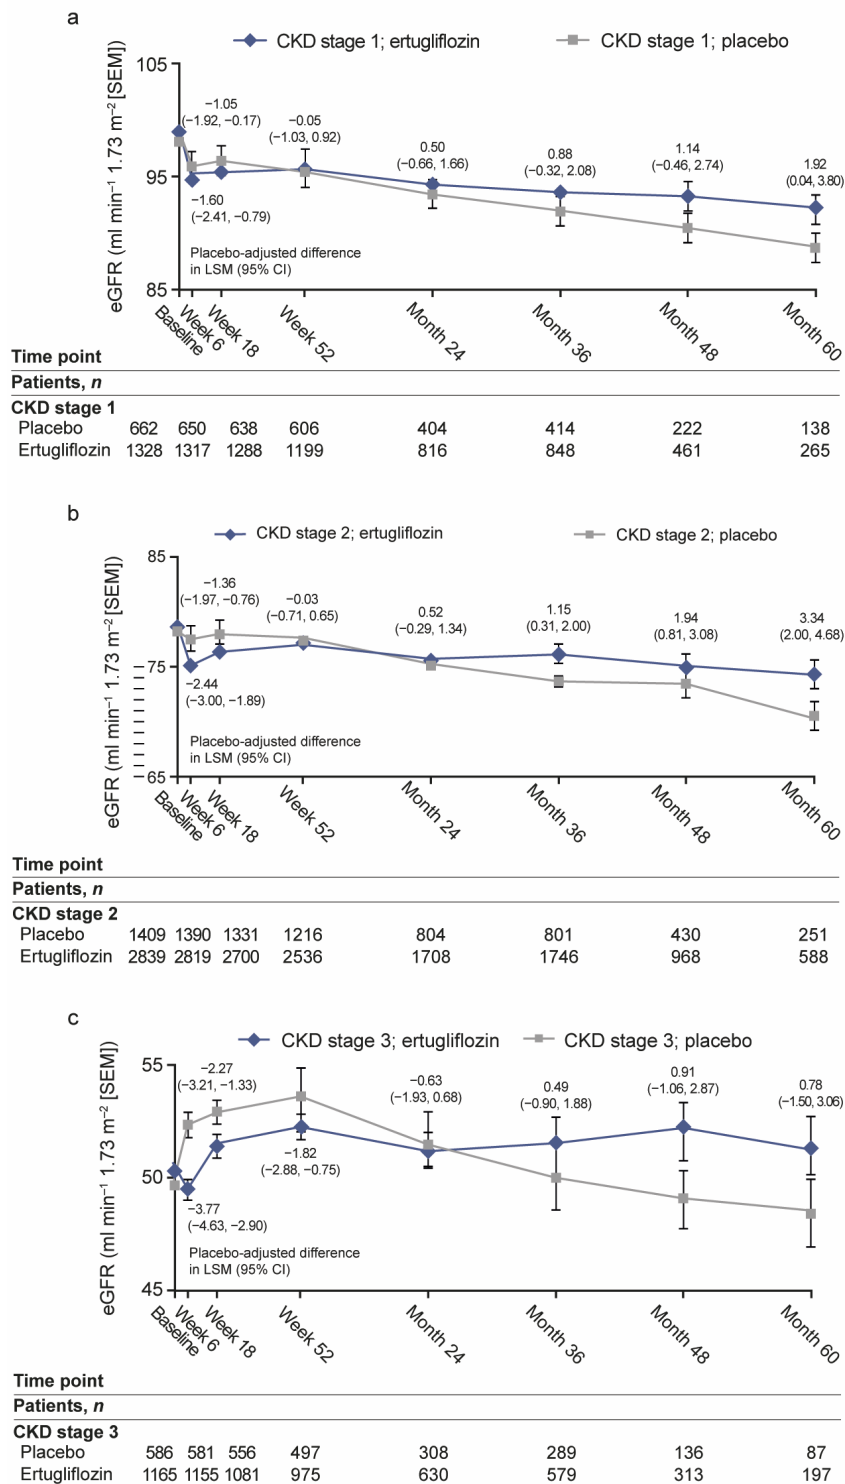 a
CKD stage 1; ertugliflozin
CKD stage 1; placebo
eGFR (ml min⁻¹ 1.73 m⁻² [SEM])
105
95
85
−1.05
(−1.92, −0.17)
−0.05
(−1.03, 0.92)
0.50
(−0.66, 1.66)
0.88
(−0.32, 2.08)
1.14
(−0.46, 2.74)
1.92
(0.04, 3.80)
−1.60
(−2.41, −0.79)
Placebo-adjusted difference
in LSM (95% CI)
Baseline
Week 6
Week 18
Week 52
Month 24
Month 36
Month 48
Month 60
Time point
Patients, n
CKD stage 1
Placebo 662 650 638 606 404 414 222 138
Ertugliflozin 1328 1317 1288 1199 816 848 461 265
b
CKD stage 2; ertugliflozin
CKD stage 2; placebo
eGFR (ml min⁻¹ 1.73 m⁻² [SEM])
85
75
65
−1.36
(−1.97, −0.76)
−0.03
(−0.71, 0.65)
0.52
(−0.29, 1.34)
1.15
(0.31, 2.00)
1.94
(0.81, 3.08)
3.34
(2.00, 4.68)
−2.44
(−3.00, −1.89)
Placebo-adjusted difference
in LSM (95% CI)
Baseline
Week 6
Week 18
Week 52
Month 24
Month 36
Month 48
Month 60
Time point
Patients, n
CKD stage 2
Placebo 1409 1390 1331 1216 804 801 430 251
Ertugliflozin 2839 2819 2700 2536 1708 1746 968 588
c
CKD stage 3; ertugliflozin
CKD stage 3; placebo
eGFR (ml min⁻¹ 1.73 m⁻² [SEM])
55
50
45
−2.27
(−3.21, −1.33)
−0.63
(−1.93, 0.68)
0.49
(−0.90, 1.88)
0.91
(−1.06, 2.87)
0.78
(−1.50, 3.06)
−1.82
(−2.88, −0.75)
−3.77
(−4.63, −2.90)
Placebo-adjusted difference
in LSM (95% CI)
Baseline
Week 6
Week 18
Week 52
Month 24
Month 36
Month 48
Month 60
Time point
Patients, n
CKD stage 3
Placebo 586 581 556 497 308 289 136 87
Ertugliflozin 1165 1155 1081 975 630 579 313 197